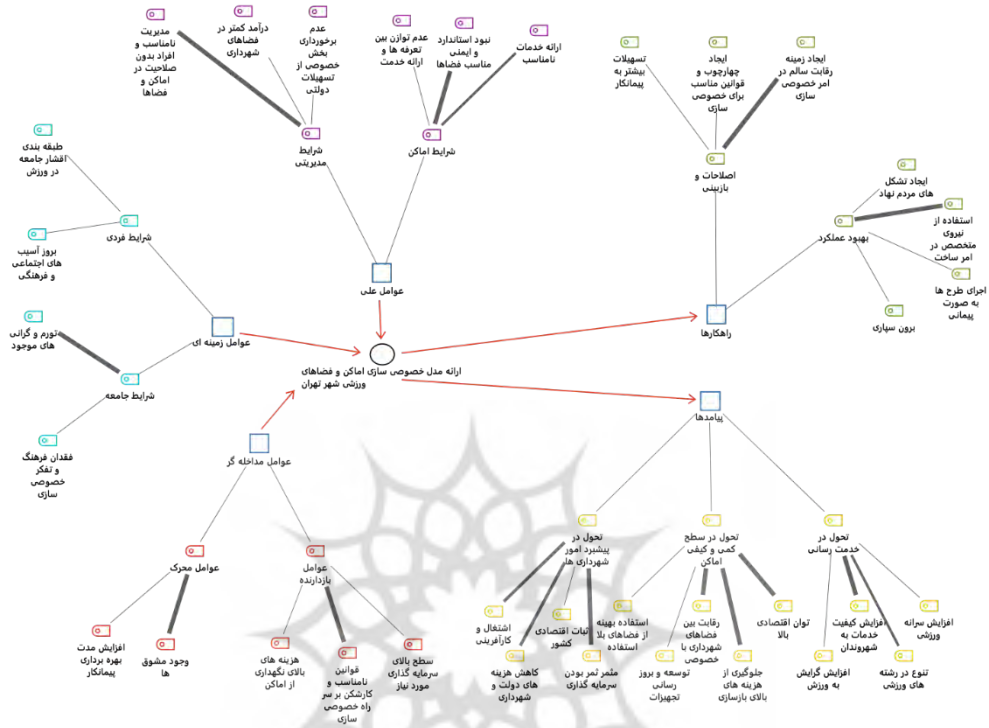 مدیریت
نامناسب و
افراد بدون
صلاحیت در
اماکن و
فضاها
درآمد کمتر در
فضاهای
شهرداری
عدم
برخورداری
بخش
خصوصی از
تسهیلات
دولتی
عدم توازن بین
تعرفه ها و
ارائه خدمت
نبود استاندارد
و ایمنی
مناسب فضاها
ارائه خدمات
نامناسب
تسهیلات
بیشتر به
پیمانکار
ایجاد
چهارچوب و
قوانین مناسب
برای خصوصی
سازی
ایجاد زمینه
رقابت سالم در
امر خصوصی
سازی
شرایط
مدیریتی
شرایط اماکن
اصلاحات و
بازبینی
طبقه بندی
اقشار جامعه
در ورزش
شرایط فردی
بروز آسیب
های اجتماعی
و فرهنگی
ایجاد تشکل
های مردم نهاد
استفاده از
نیروی
متخصص در
امر ساخت
بهبود عملکرد
اجرای طرح ها
به صورت
پیمانی
برون سپاری
عوامل علی
عوامل زمینه ای
راهکارها
تورم و گرانی
های موجود
شرایط جامعه
فقدان فرهنگ
و تفکر
خصوصی
سازی
ارائه مدل خصوصی سازی اماکن و فضاهای
ورزشی شهر تهران
پیامدها
عوامل مداخله گر
عوامل محرک
عوامل
بازدارنده
افزایش مدت
بهره برداری
پیمانکار
وجود مشوق
ها
هزینه های
بالای نگهداری
از اماکن
قوانین
نامناسب و
کارشکن بر سر
راه خصوصی
سازی
سطح بالای
سرمایه گذاری
مورد نیاز
تحول در
پیشبرد امور
شهرداری ها
تحول در سطح
کمی و کیفی
اماکن
تحول در
خدمت رسانی
اشتغال و
کارآفرینی
کاهش هزینه
های دولت و
شهرداری
ثبات اقتصادی
کشور
مثمر ثمر بودن
سرمایه گذاری
استفاده بهینه
از فضاهای بلا
استفاده
توسعه و بروز
رسانی
تجهیزات
رقابت بین
فضاهای
شهرداری با
خصوصی
جلوگیری از
هزینه های
بالای بازسازی
توان اقتصادی
بالا
افزایش گرایش
به ورزش
افزایش کیفیت
خدمات به
شهروندان
تنوع در رشته
های ورزشی
افزایش سرانه
ورزشی